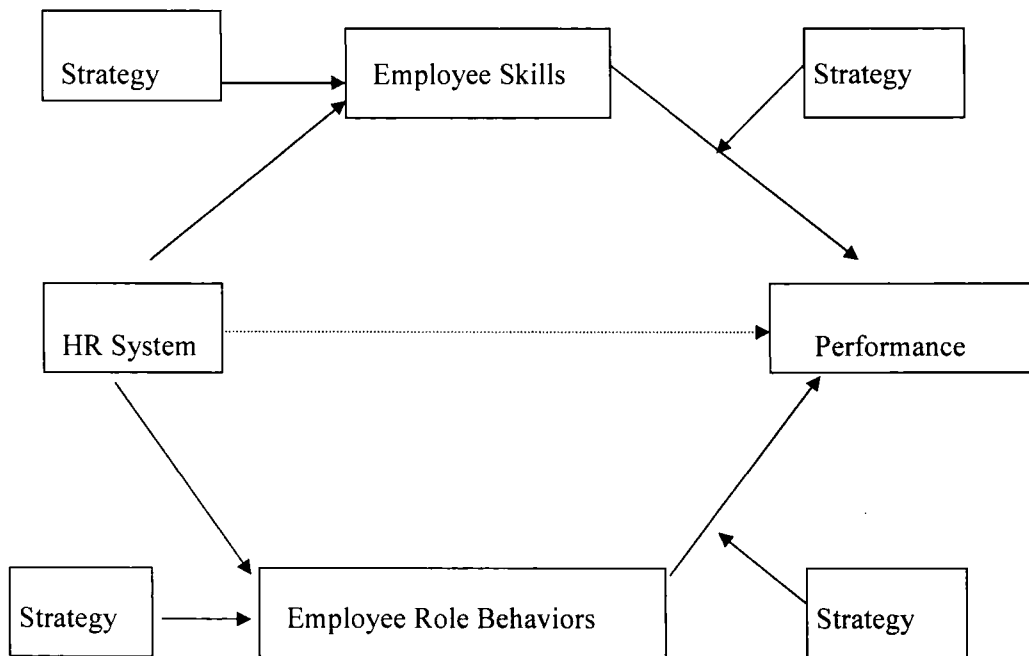 Strategy
Employee Skills
Strategy
HR System
Performance
Strategy
Employee Role Behaviors
Strategy